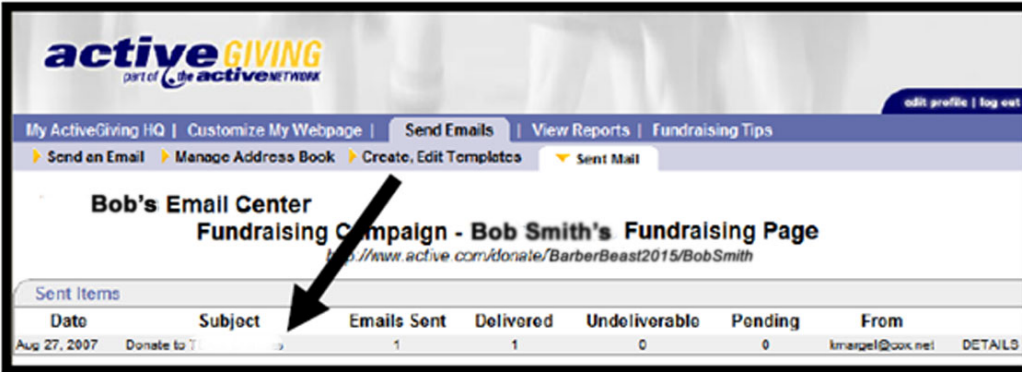 active GIVING
part of the active NETWORK
edit profile | log out
My ActiveGiving HQ | Customize My Webpage | Send Emails | View Reports | Fundraising Tips
Send an Email Manage Address Book Create, Edit Templates Sent Mail
Bob's Email Center
Fundraising Campaign - Bob Smith's Fundraising Page
http://www.active.com/donate/BarberBeast2015/BobSmith
Sent Items
Date Subject Emails Sent Delivered Undeliverable Pending From
Aug 27, 2007 Donate to 1 1 0 0 kmargel@cox.net DETAILS